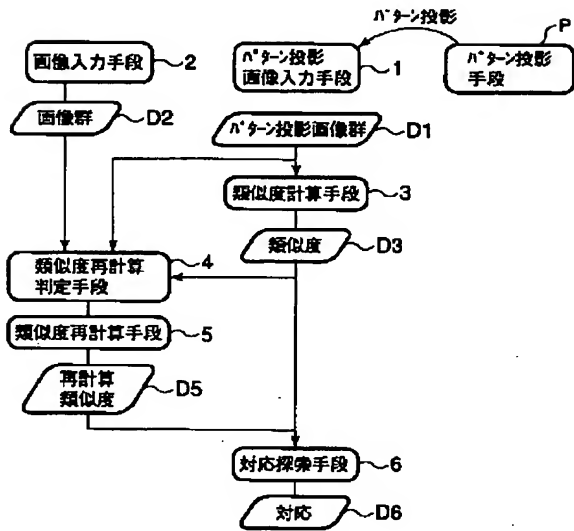 パターン投影
画像入力手段
2
パターン投影
画像入力手段
1
P
パターン投影
手段
画像群
D2
パターン投影画像群
D1
類似度計算手段
3
類似度
D3
類似度再計算
判定手段
4
類似度再計算手段
5
再計算
類似度
D5
対応探索手段
6
対応
D6